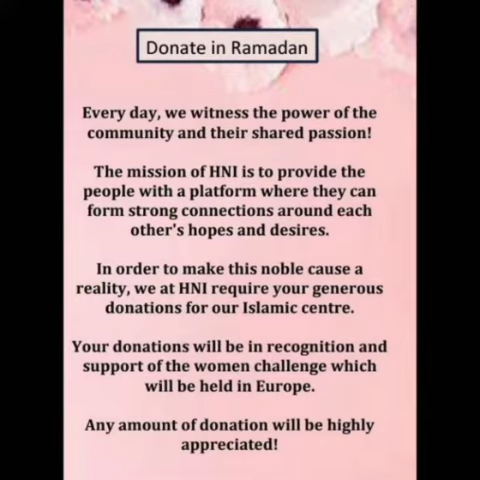 Donate in Ramadan
Every day, we witness the power of the
community and their shared passion!
The mission of HNI is to provide the
people with a platform where they can
form strong connections around each
other's hopes and desires.
In order to make this noble cause a
reality, we at HNI require your generous
donations for our Islamic centre.
Your donations will be in recognition and
support of the women challenge which
will be held in Europe.
Any amount of donation will be highly
appreciated!